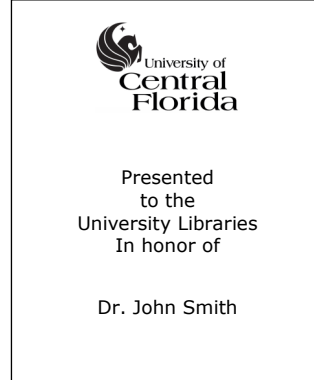 University of
Central
Florida
Presented
to the
University Libraries
In honor of
Dr. John Smith